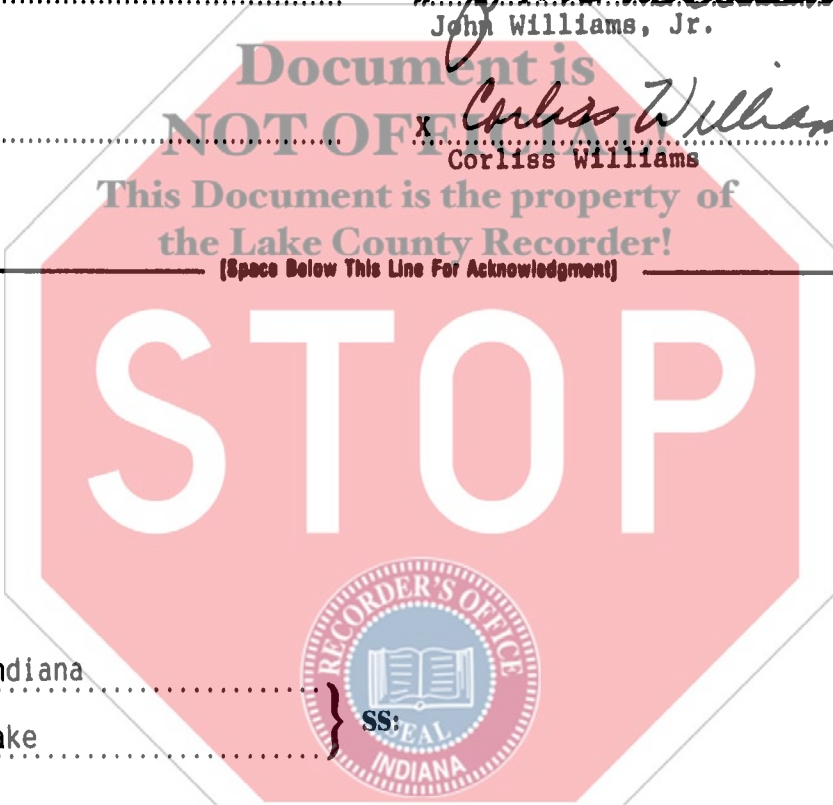 John Williams, Jr.
Document is
x Corliss William
NOT OFFICIAL!
Corliss Williams
This Document is the property of
the Lake County Recorder!
[Space Below This Line For Acknowledgment]
STOP
RECORDER'S OFFICE
ndiana
ake
SS:
SEAL
INDIANA